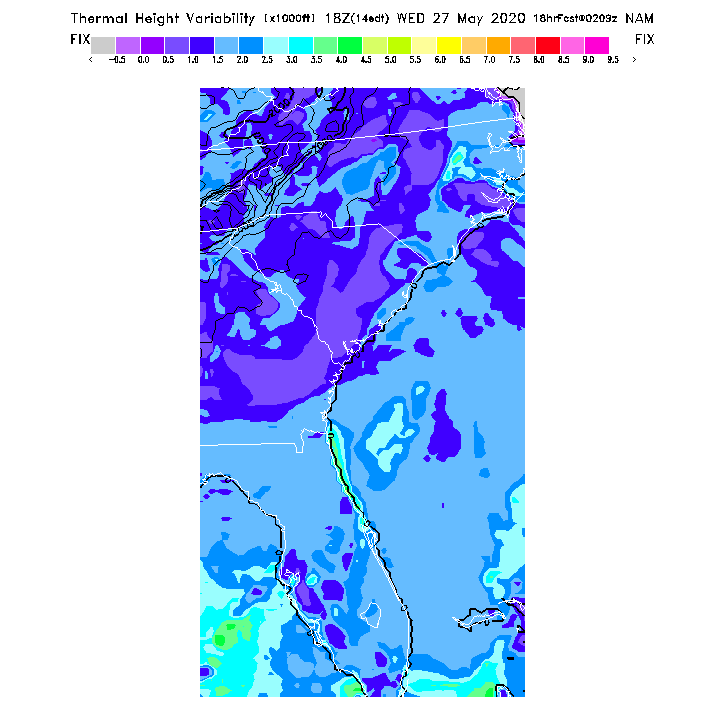 Thermal Height Variability [x1000ft] 18Z(14edt) WED 27 May 2020 18hrFcst@0209z NAM
FIX FIX
< -0.5 0.0 0.5 1.5 2.0 2.5 3.0 3.5 4.0 4.5 5.0 5.5 6.0 6.5 7.0 7.5 8.0 8.5 9.0 9.5 >